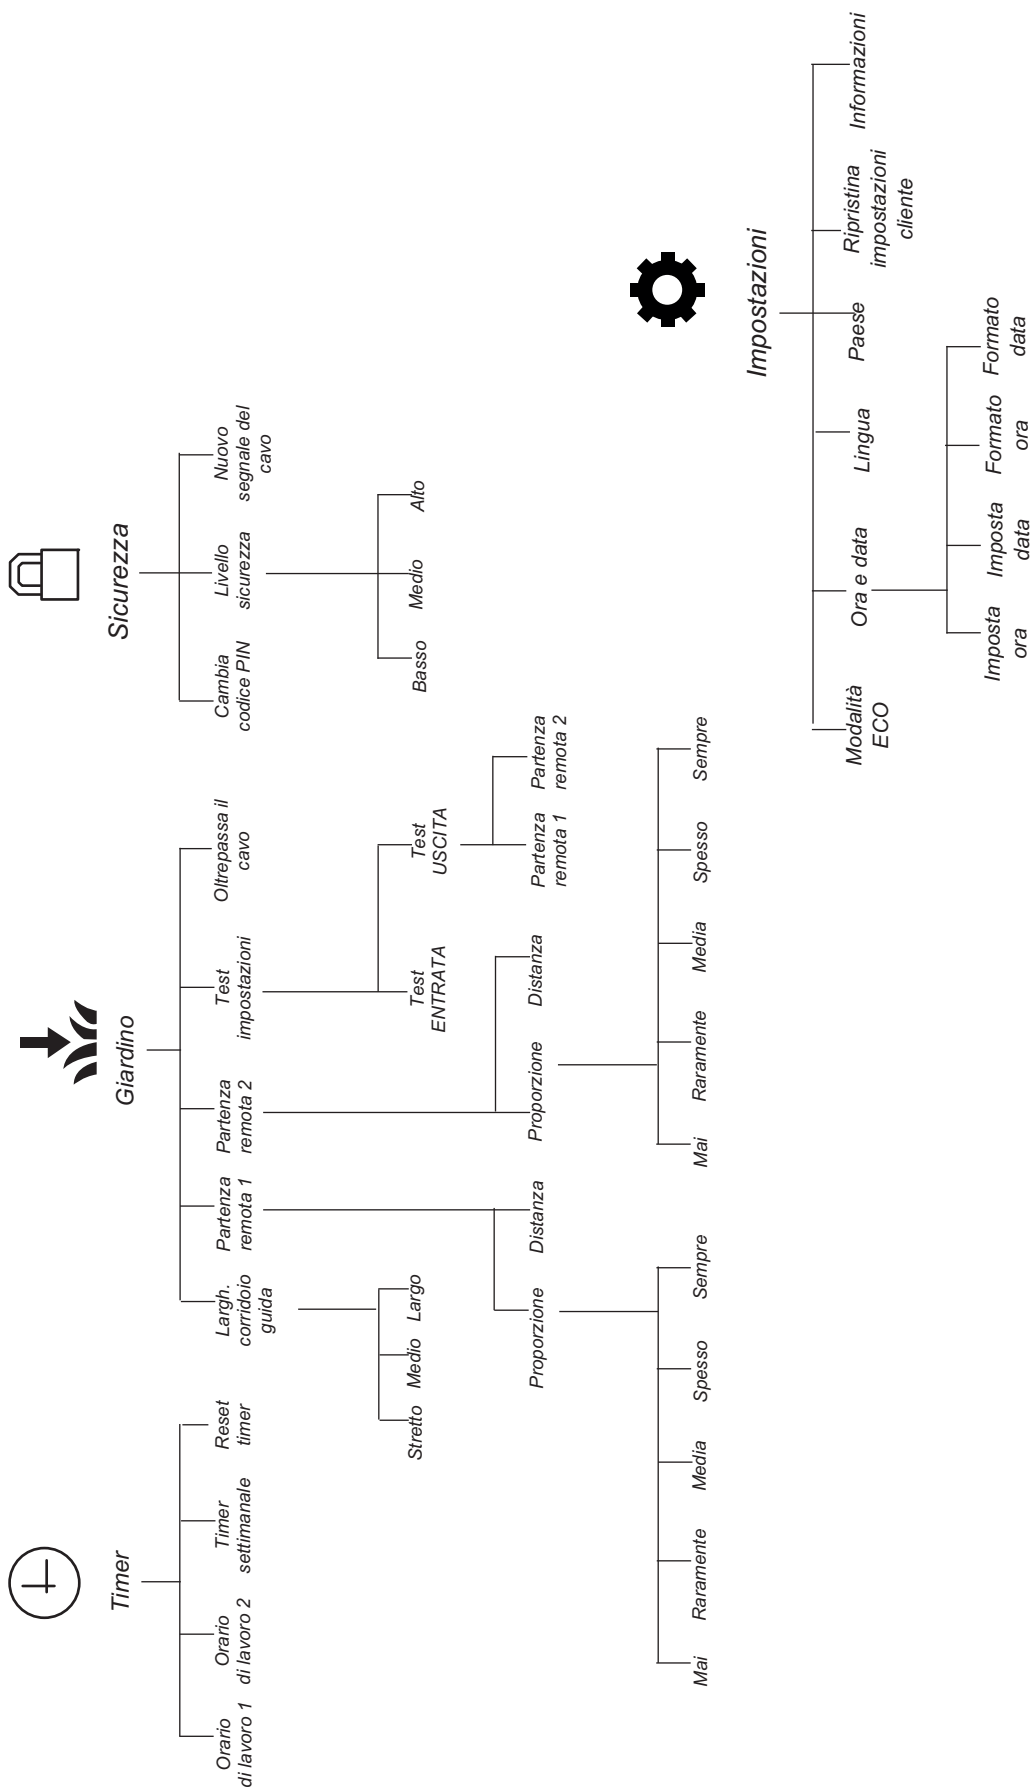 Timer
Orario
di lavoro 1
Orario
di lavoro 2
Timer
settimanale
Reset
timer
Giardino
Largh.
corridoio
guida
Stretto
Medio
Largo
Partenza
remota 1
Proporzione
Distanza
Mai
Raramente
Media
Spesso
Sempre
Partenza
remota 2
Proporzione
Distanza
Mai
Raramente
Media
Spesso
Sempre
Test
impostazioni
Test
ENTRATA
Test
USCITA
Partenza
remota 1
Partenza
remota 2
Oltrepassa il
cavo
Sicurezza
Cambia
codice PIN
Livello
sicurezza
Basso
Medio
Alto
Nuovo
segnale del
cavo
Impostazioni
Modalità
ECO
Ora e data
Imposta
ora
Imposta
data
Formato
ora
Formato
data
Lingua
Paese
Ripristina
impostazioni
cliente
Informazioni